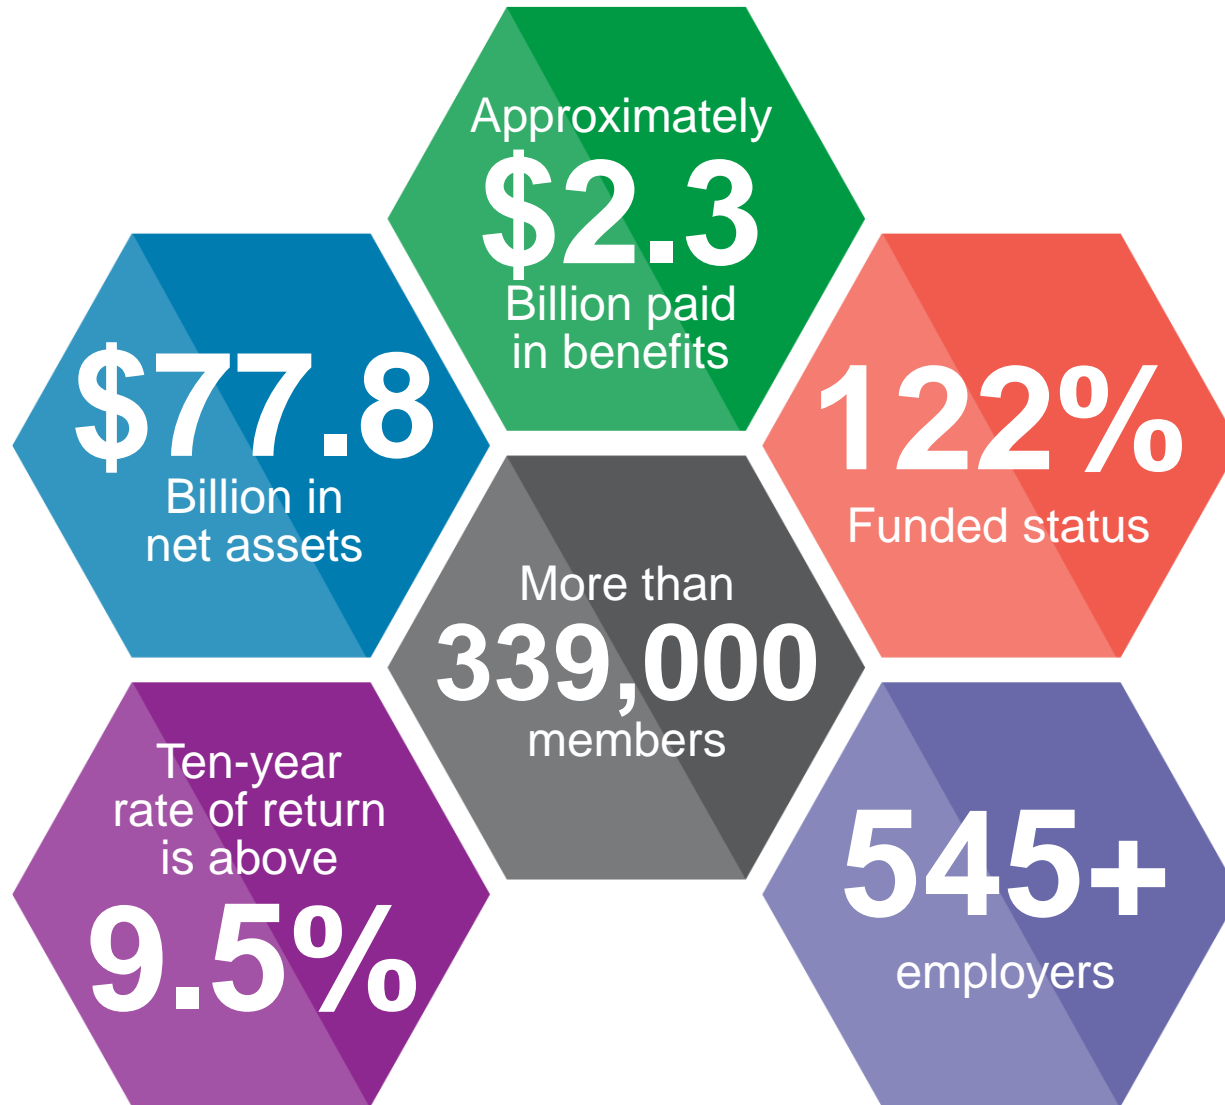 Approximately
$2.3
Billion paid
in benefits
$77.8
Billion in
net assets
122%
Funded status
More than
339,000
members
Ten-year
rate of return
is above
9.5%
545+
employers